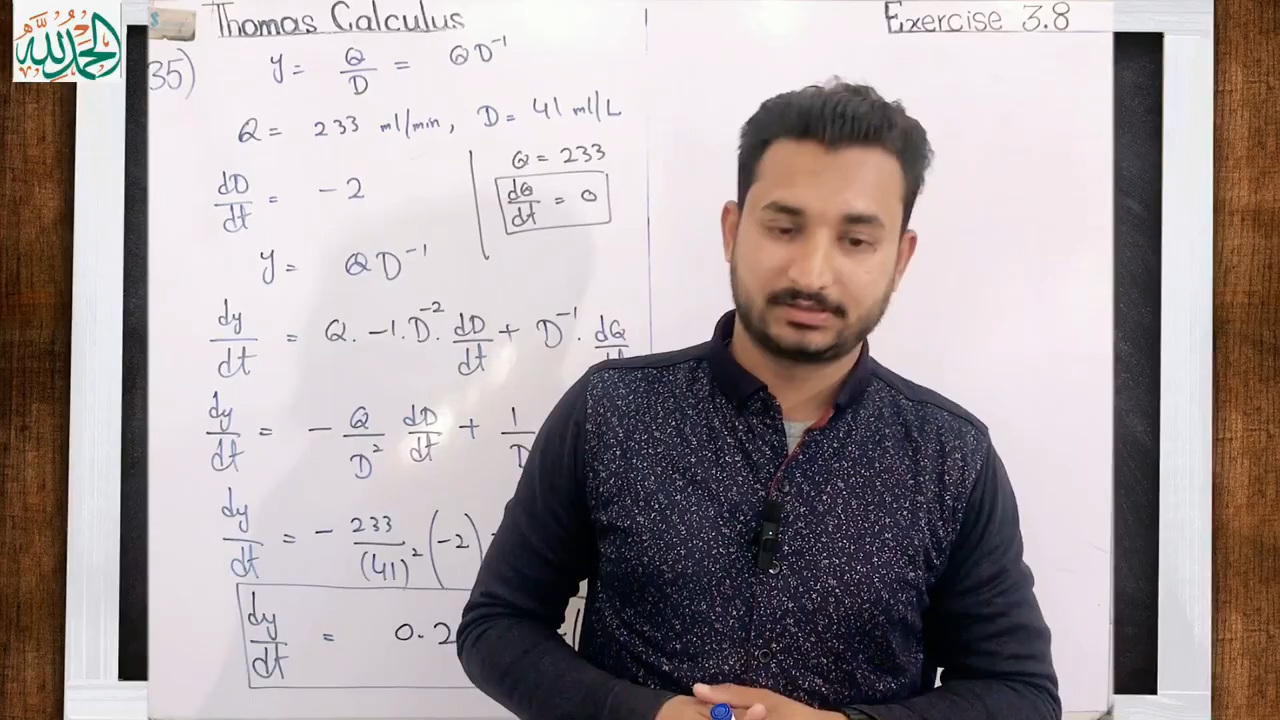 الحمد لله
$
Thomas Calculus
Exercise 3.8
35) y = Q/D = QD⁻¹
Q = 233 ml/min, D = 41 ml/L
dD/dt = -2
Q = 233
dQ/dt = 0
y = QD⁻¹
dy/dt = Q. -1. D⁻². dD/dt + D⁻¹. dQ/dt
dy/dt = - Q/D² dD/dt + 1/D
dy/dt = - 233/(41)² (-2)
dy/dt = 0.2